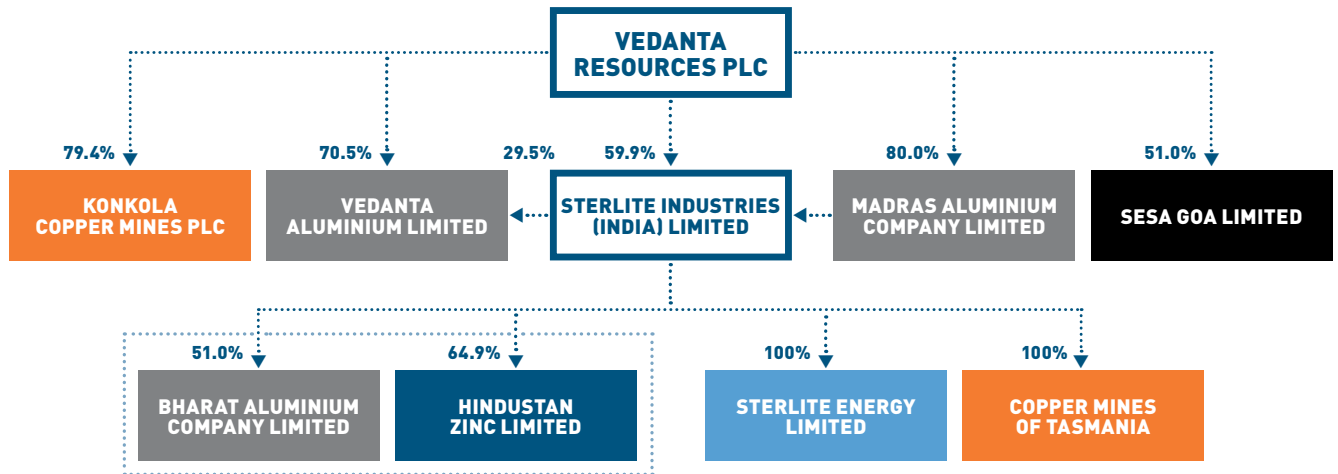 VEDANTA
RESOURCES PLC
79.4%
70.5%
29.5%
59.9%
80.0%
51.0%
KONKOLA
COPPER MINES PLC
VEDANTA
ALUMINIUM LIMITED
STERLITE INDUSTRIES
(INDIA) LIMITED
MADRAS ALUMINIUM
COMPANY LIMITED
SESA GOA LIMITED
51.0%
64.9%
100%
100%
BHARAT ALUMINIUM
COMPANY LIMITED
HINDUSTAN
ZINC LIMITED
STERLITE ENERGY
LIMITED
COPPER MINES
OF TASMANIA